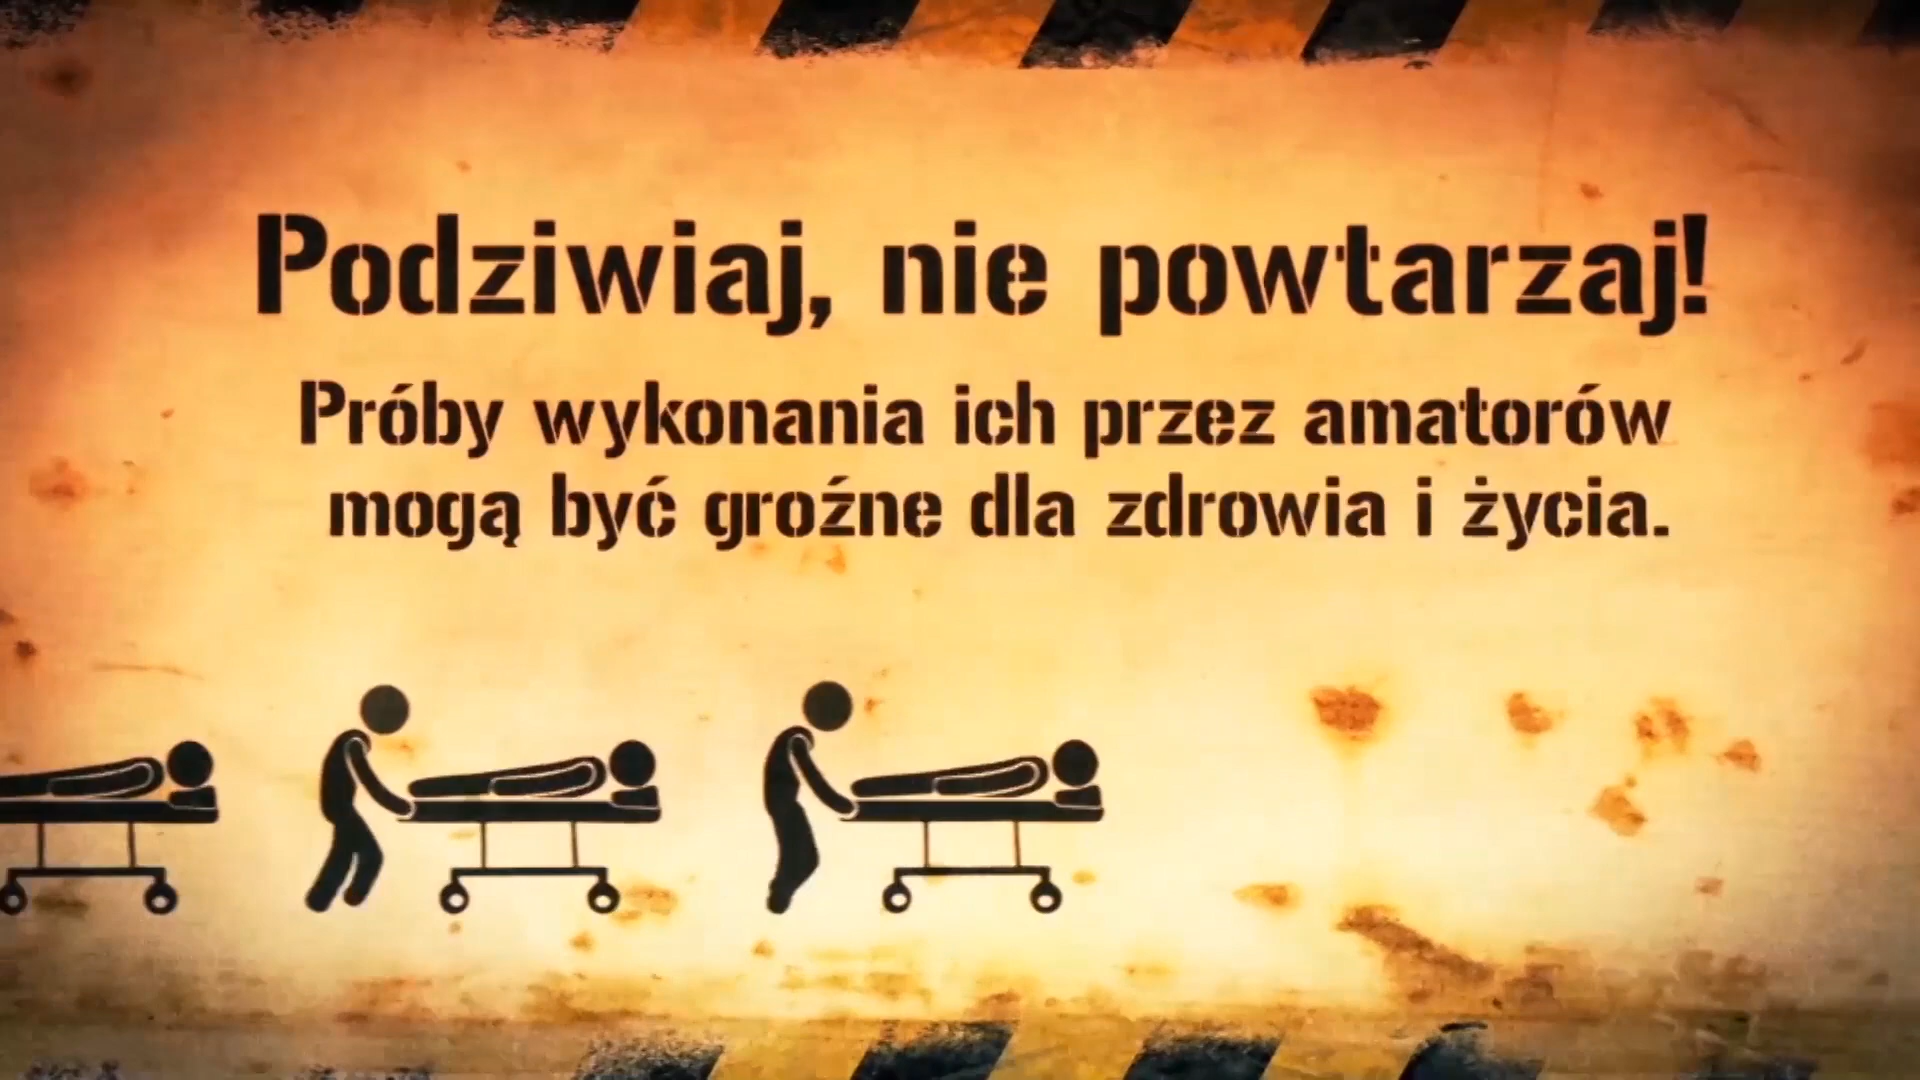 Podziwiaj, nie powtarzaj!
Próby wykonania ich przez amatorów
mogą być groźne dla zdrowia i życia.